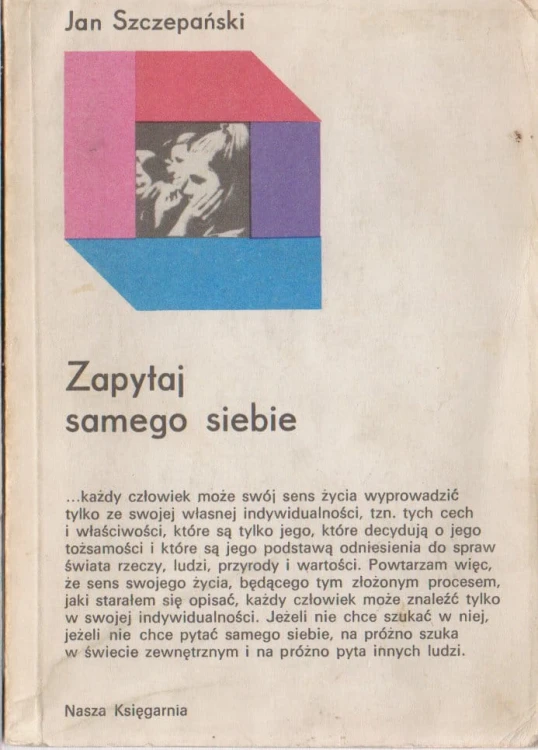 Jan Szczepański
Zapytaj
samego siebie
...każdy człowiek może swój sens życia wyprowadzić
tylko ze swojej własnej indywidualności, tzn. tych cech
i właściwości, które są tylko jego, które decydują o jego
tożsamości i które są jego podstawą odniesienia do spraw
świata rzeczy, ludzi, przyrody i wartości. Powtarzam więc,
że sens swojego życia, będącego tym złożonym procesem,
jaki starałem się opisać, każdy człowiek może znaleźć tylko
w swojej indywidualności. Jeżeli nie chce szukać w niej,
jeżeli nie chce pytać samego siebie, na próżno szuka
w świecie zewnętrznym i na próżno pyta innych ludzi.
Nasza Księgarnia